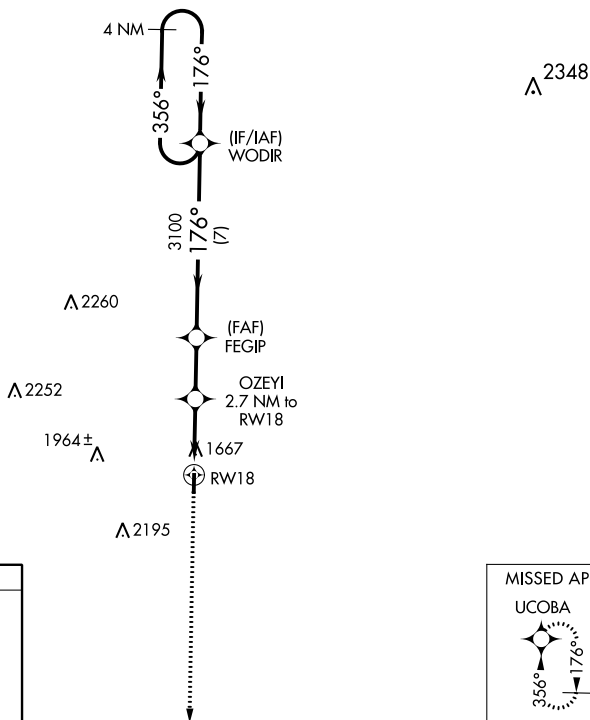 4 NM
356°
176°
2348
(IF/IAF)
WODIR
3100
176°
(7)
2260
(FAF)
FEGIP
2252
OZEYI
2.7 NM to
RW18
1964±
1667
RW18
2195
MISSED AP
UCOBA
356°
176°